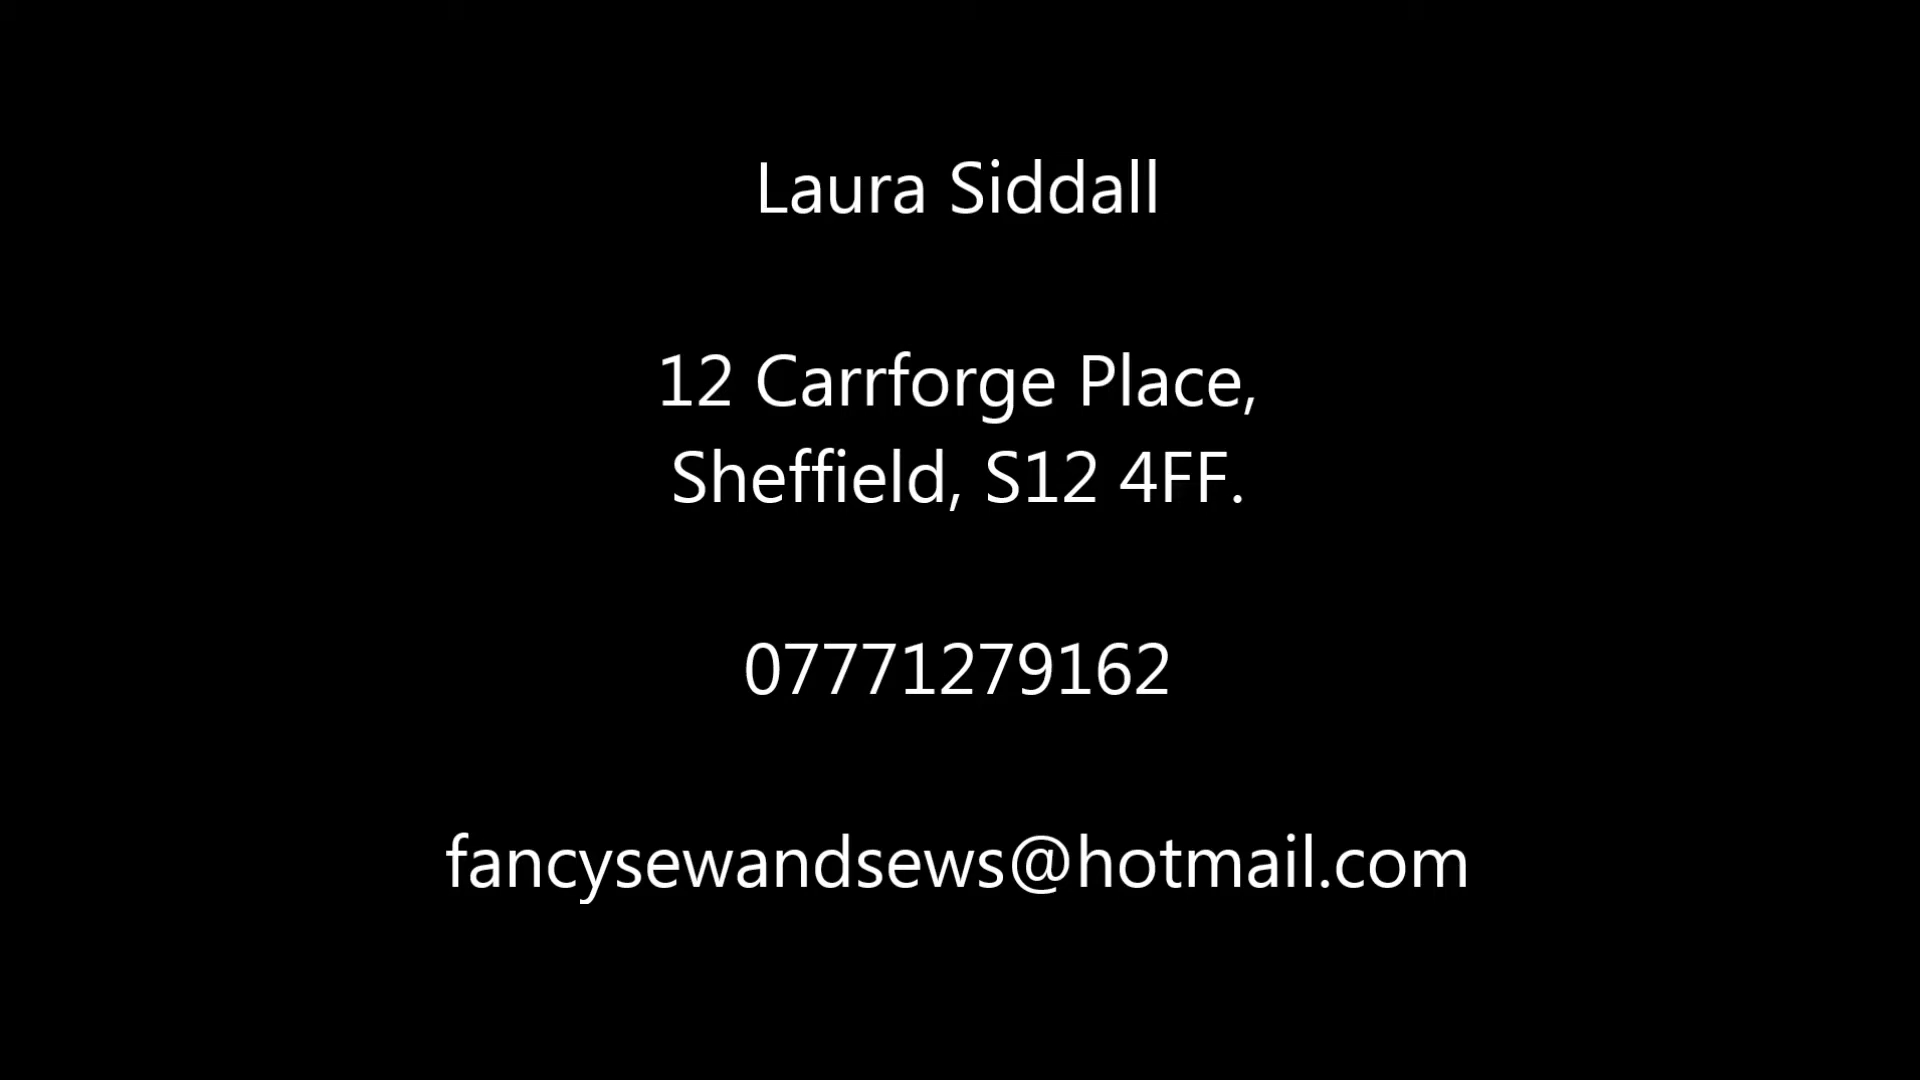 Laura Siddall
12 Carrforge Place,
Sheffield, S12 4FF.
07771279162
fancysewandsews@hotmail.com